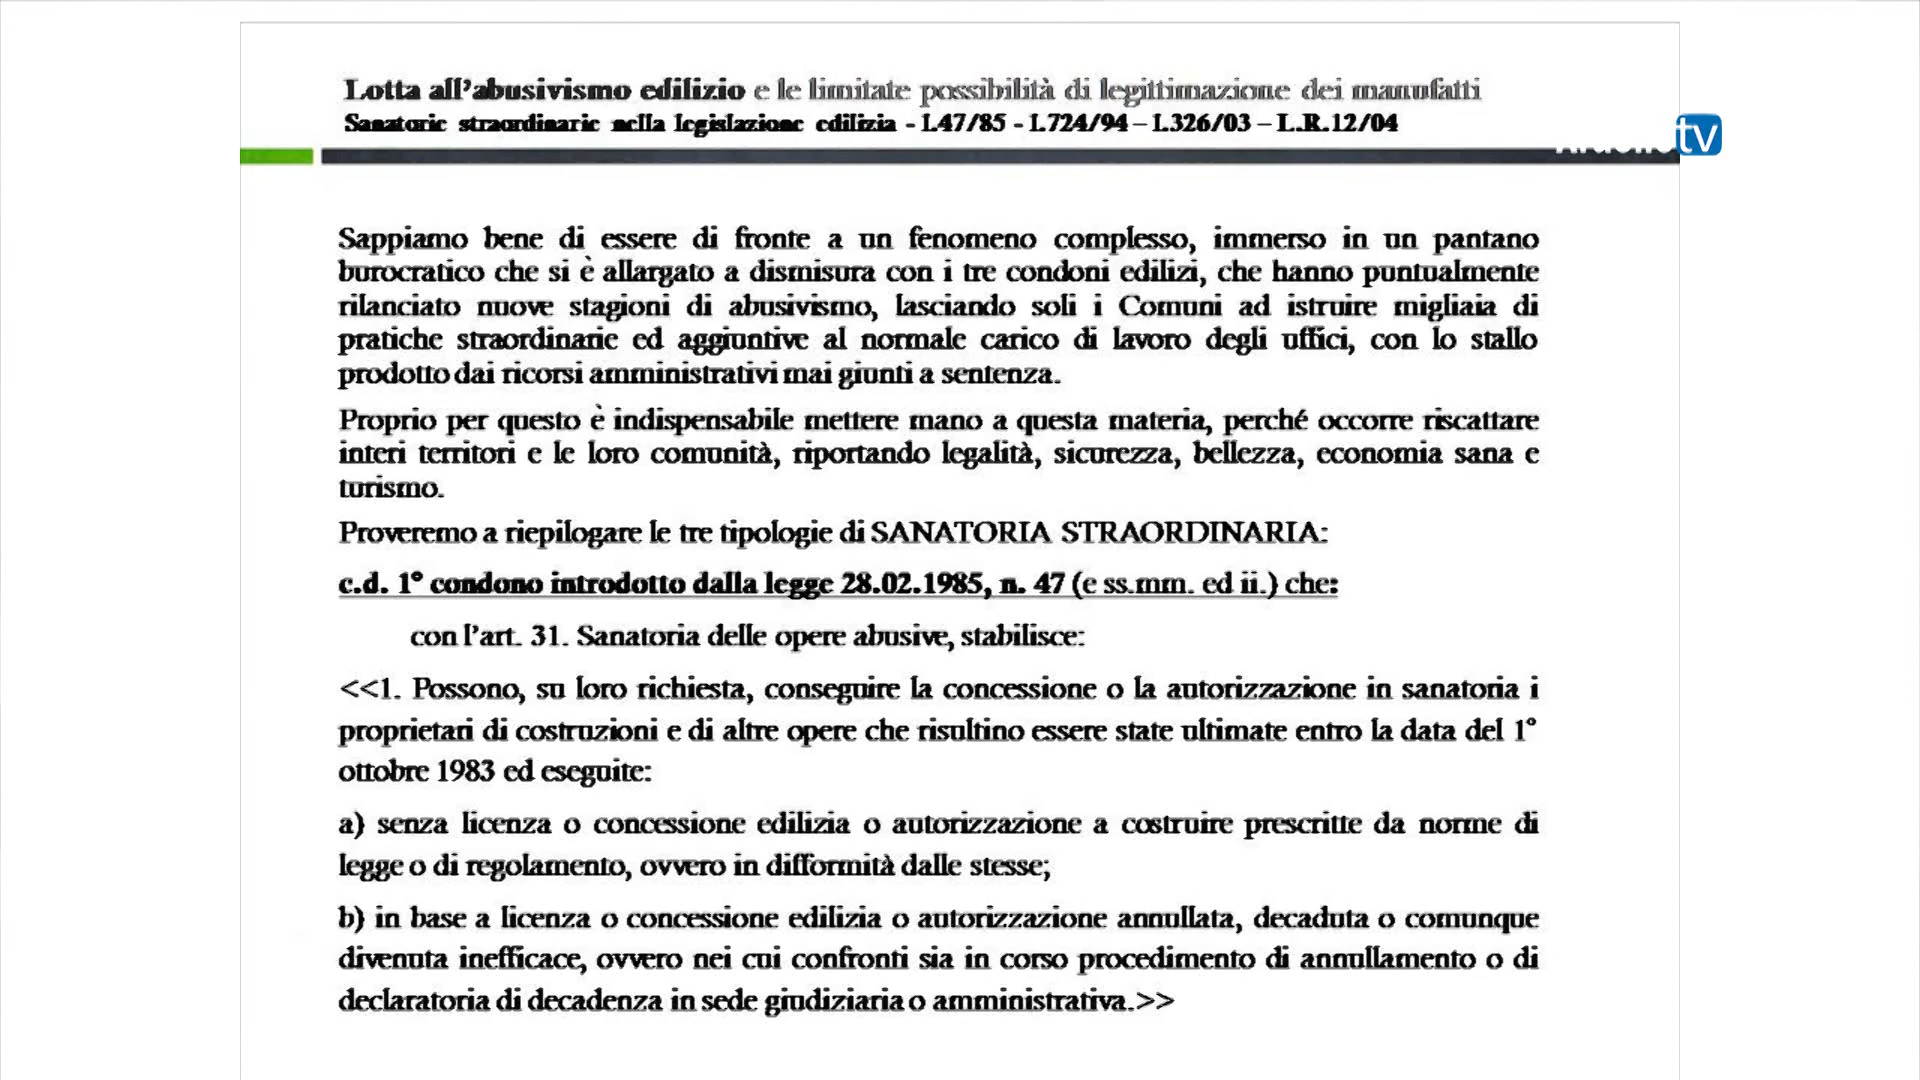 Lotta all'abusivismo edilizio e le limitate possibilità di legittimazione dei manufatti
Sanatorie straordinarie nella legislazione edilizia - L.47/85 - L.724/94 – L.326/03 – L.R.12/04
tv
Sappiamo bene di essere di fronte a un fenomeno complesso, immerso in un pantano
burocratico che si è allargato a dismisura con i tre condoni edilizi, che hanno puntualmente
rilanciato nuove stagioni di abusivismo, lasciando soli i Comuni ad istruire migliaia di
pratiche straordinarie ed aggiuntive al normale carico di lavoro degli uffici, con lo stallo
prodotto dai ricorsi amministrativi mai giunti a sentenza.
Proprio per questo è indispensabile mettere mano a questa materia, perché occorre riscattare
interi territori e le loro comunità, riportando legalità, sicurezza, bellezza, economia sana e
turismo.
Proveremo a riepilogare le tre tipologie di SANATORIA STRAORDINARIA:
c.d. 1° condono introdotto dalla legge 28.02.1985, n. 47 (e ss.mm. ed ii.) che:
con l'art. 31. Sanatoria delle opere abusive, stabilisce:
<<1. Possono, su loro richiesta, conseguire la concessione o la autorizzazione in sanatoria i
proprietari di costruzioni e di altre opere che risultino essere state ultimate entro la data del 1°
ottobre 1983 ed eseguite:
a) senza licenza o concessione edilizia o autorizzazione a costruire prescritte da norme di
legge o di regolamento, ovvero in difformità dalle stesse;
b) in base a licenza o concessione edilizia o autorizzazione annullata, decaduta o comunque
divenuta inefficace, ovvero nei cui confronti sia in corso procedimento di annullamento o di
declaratoria di decadenza in sede giudiziaria o amministrativa.>>